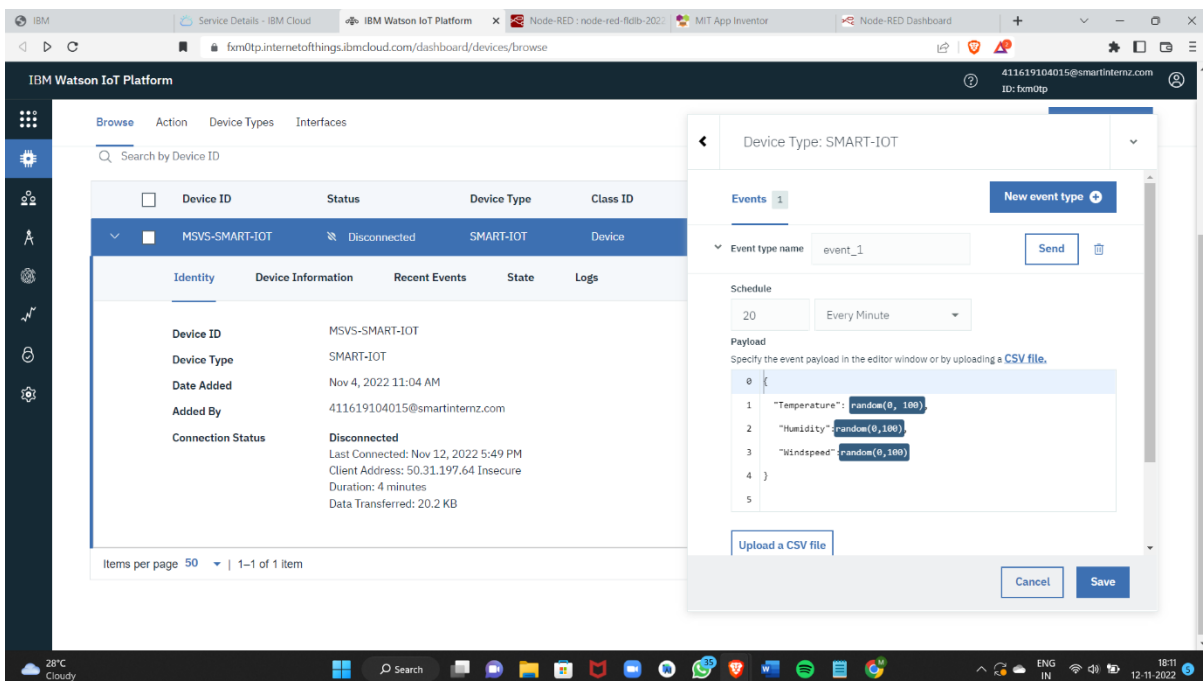 IBM
Service Details - IBM Cloud
IBM Watson IoT Platform
Node-RED : node-red-fldlb-202
MIT App Inventor
Node-RED Dashboard
fxm0tp.internetofthings.ibmcloud.com/dashboard/devices/browse
IBM Watson IoT Platform
411619104015@smartinternz.com
ID: fxm0tp
Browse Action Device Types Interfaces
Search by Device ID
Device ID Status Device Type Class ID
MSVS-SMART-IOT Disconnected SMART-IOT Device
Identity Device Information Recent Events State Logs
Device ID MSVS-SMART-IOT
Device Type SMART-IOT
Date Added Nov 4, 2022 11:04 AM
Added By 411619104015@smartinternz.com
Connection Status Disconnected
Last Connected: Nov 12, 2022 5:49 PM
Client Address: 50.31.197.64 Insecure
Duration: 4 minutes
Data Transferred: 20.2 KB
Items per page 50 | 1–1 of 1 item
Device Type: SMART-IOT
Events 1
New event type
Event type name event_1 Send
Schedule
20 Every Minute
Payload
Specify the event payload in the editor window or by uploading a CSV file.
0 {
1 "Temperature": random(0, 100),
2 "Humidity":random(0,100),
3 "Windspeed":random(0,100)
4 }
5
Upload a CSV file
Cancel Save
28°C
Cloudy
Search
35
ENG
IN
18:11
12-11-2022
5